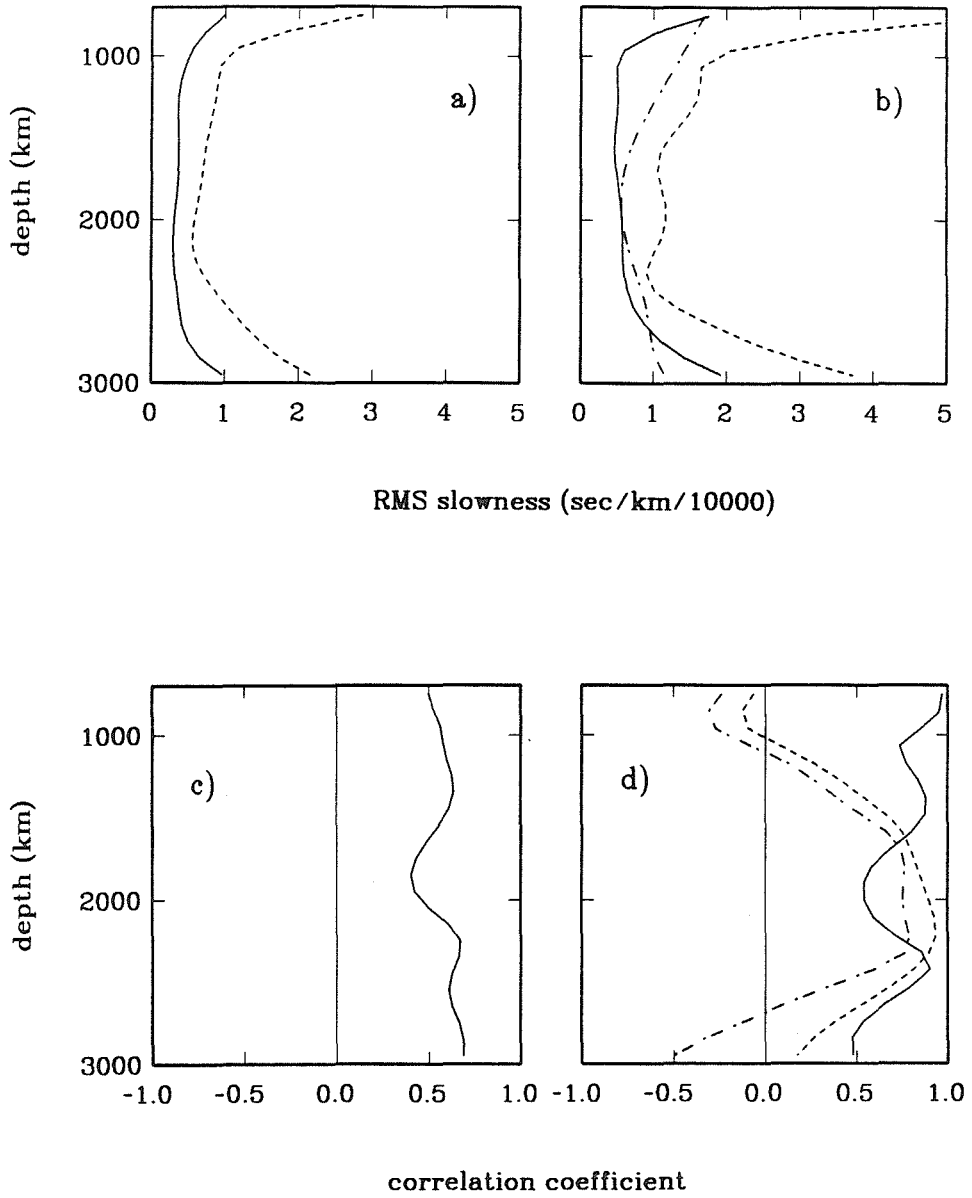 1000
2000
3000
depth (km)
a)
0 1 2 3 4 5
b)
0 1 2 3 4 5
RMS slowness (sec/km/10000)
1000
2000
3000
depth (km)
c)
-1.0 -0.5 0.0 0.5 1.0
d)
-1.0 -0.5 0.0 0.5 1.0
correlation coefficient